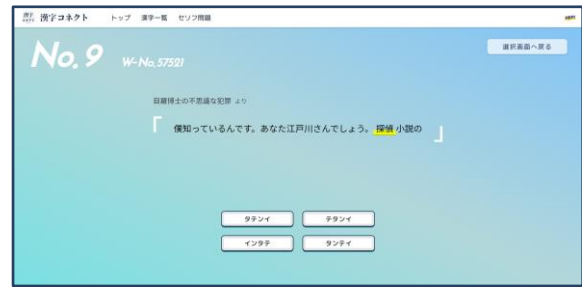 漢字コネクト トップ 漢字一覧 セリフ問題
No. 9 W-No.57521
選択画面へ戻る
目羅博士の不思議な犯罪 より
「僕知っているんです。あなた江戸川さんでしょう。探偵小説の」
タテンイ テタンイ
インタテ タンテイ